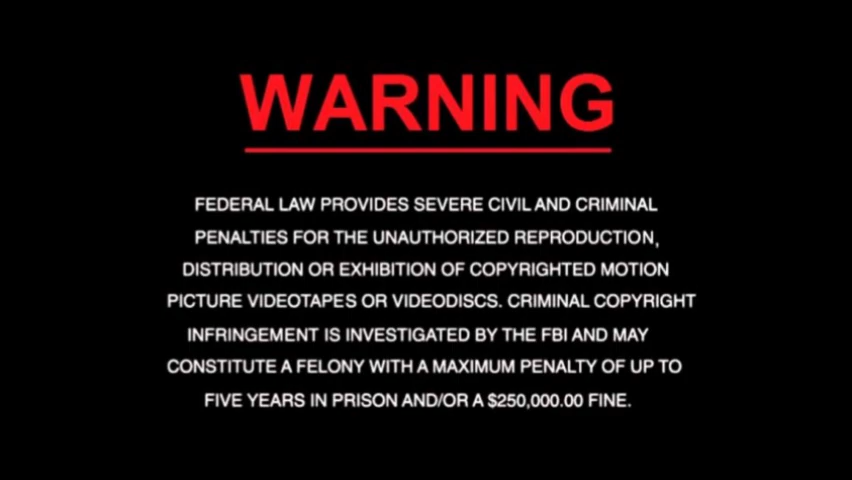 WARNING
FEDERAL LAW PROVIDES SEVERE CIVIL AND CRIMINAL
PENALTIES FOR THE UNAUTHORIZED REPRODUCTION,
DISTRIBUTION OR EXHIBITION OF COPYRIGHTED MOTION
PICTURE VIDEOTAPES OR VIDEODISCS. CRIMINAL COPYRIGHT
INFRINGEMENT IS INVESTIGATED BY THE FBI AND MAY
CONSTITUTE A FELONY WITH A MAXIMUM PENALTY OF UP TO
FIVE YEARS IN PRISON AND/OR A $250,000.00 FINE.